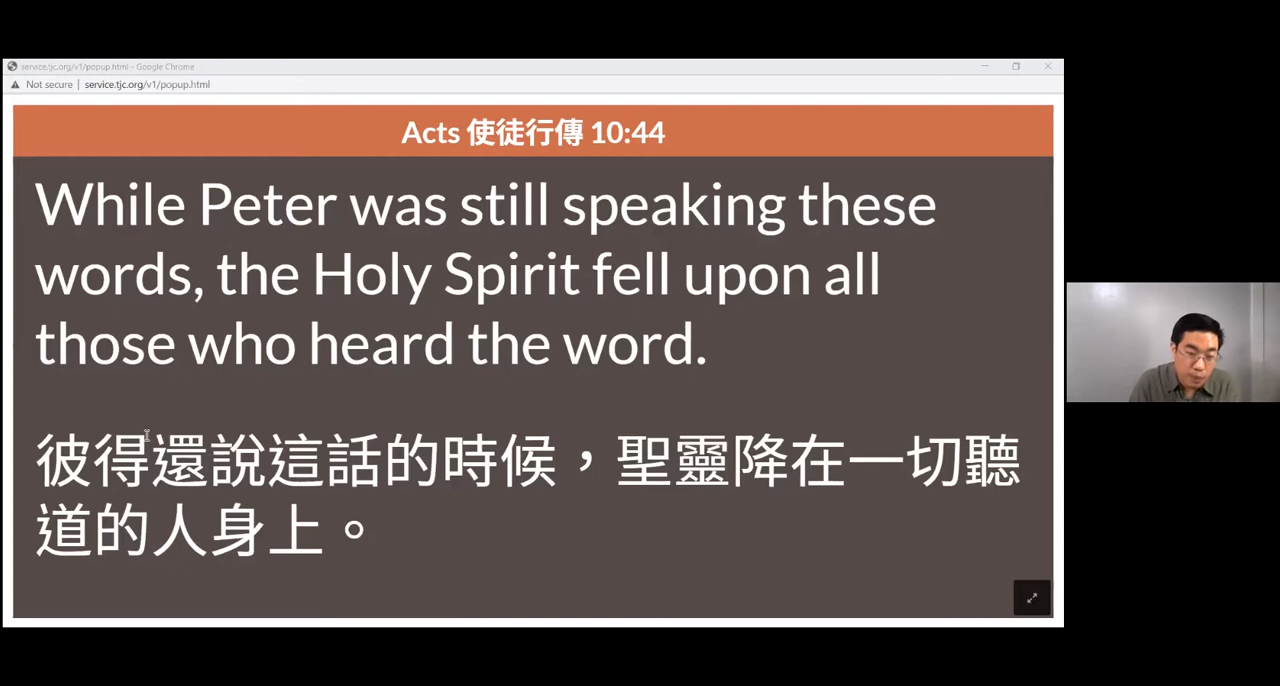 service.tjc.org/v1/popup.html - Google Chrome
Not secure | service.tjc.org/v1/popup.html
Acts 使徒行傳 10:44
While Peter was still speaking these
words, the Holy Spirit fell upon all
those who heard the word.
彼得還說這話的時候，聖靈降在一切聽
道的人身上。